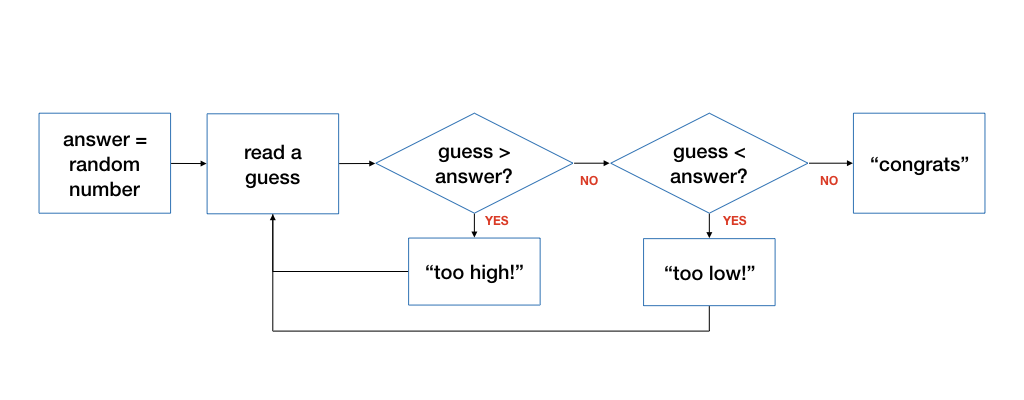 answer =
random
number
read a
guess
guess >
answer?
NO
YES
“too high!”
guess <
answer?
NO
YES
“too low!”
“congrats”